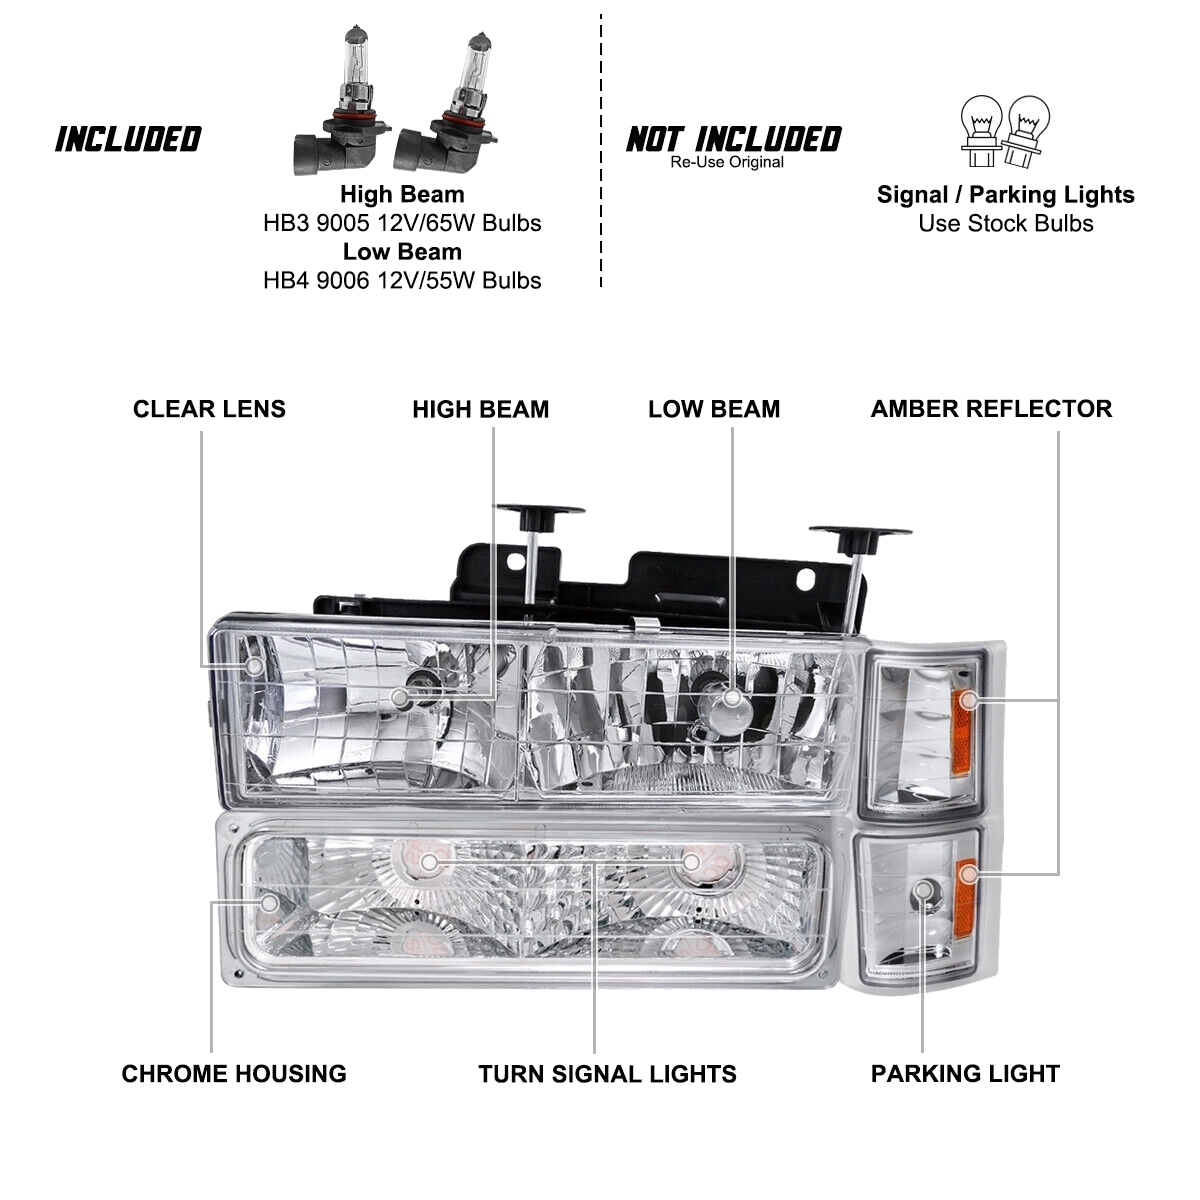 INCLUDED
High Beam
HB3 9005 12V/65W Bulbs
Low Beam
HB4 9006 12V/55W Bulbs
NOT INCLUDED
Re-Use Original
Signal / Parking Lights
Use Stock Bulbs
CLEAR LENS
HIGH BEAM
LOW BEAM
AMBER REFLECTOR
CHROME HOUSING
TURN SIGNAL LIGHTS
PARKING LIGHT